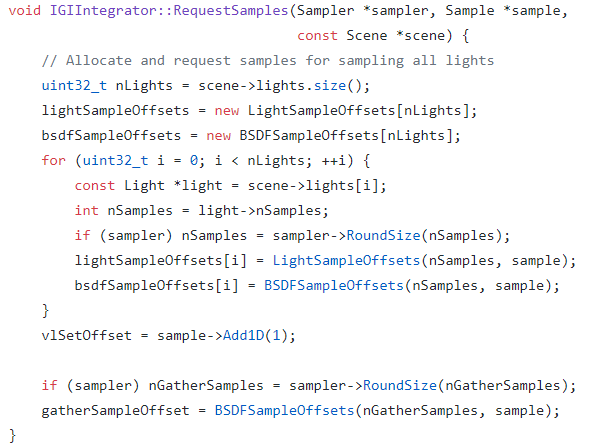 void IGIIntegrator::RequestSamples(Sampler *sampler, Sample *sample,
                                   const Scene *scene) {
    // Allocate and request samples for sampling all lights
    uint32_t nLights = scene->lights.size();
    lightSampleOffsets = new LightSampleOffsets[nLights];
    bsdfSampleOffsets = new BSDFSampleOffsets[nLights];
    for (uint32_t i = 0; i < nLights; ++i) {
        const Light *light = scene->lights[i];
        int nSamples = light->nSamples;
        if (sampler) nSamples = sampler->RoundSize(nSamples);
        lightSampleOffsets[i] = LightSampleOffsets(nSamples, sample);
        bsdfSampleOffsets[i] = BSDFSampleOffsets(nSamples, sample);
    }
    vlSetOffset = sample->Add1D(1);

    if (sampler) nGatherSamples = sampler->RoundSize(nGatherSamples);
    gatherSampleOffset = BSDFSampleOffsets(nGatherSamples, sample);
}